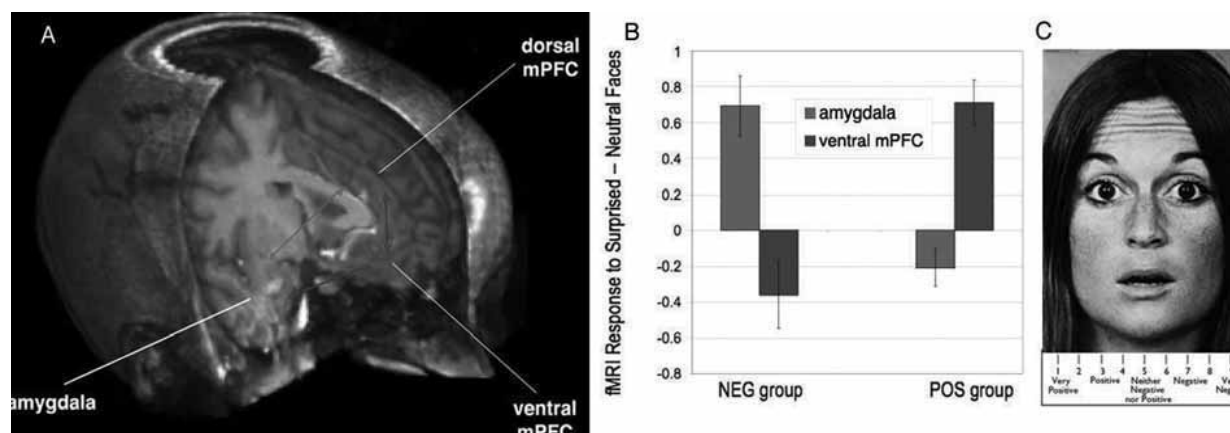 A
dorsal
mPFC
amygdala
ventral
mPFC
B
fMRI Response to Surprised – Neutral Faces
1
0.8
0.6
0.4
0.2
0
-0.2
-0.4
-0.6
-0.8
amygdala
ventral mPFC
NEG group
POS group
C
1 2 3 4 5 6 7 8
Very Positive Neither Negative
Positive Negative
nor Positive